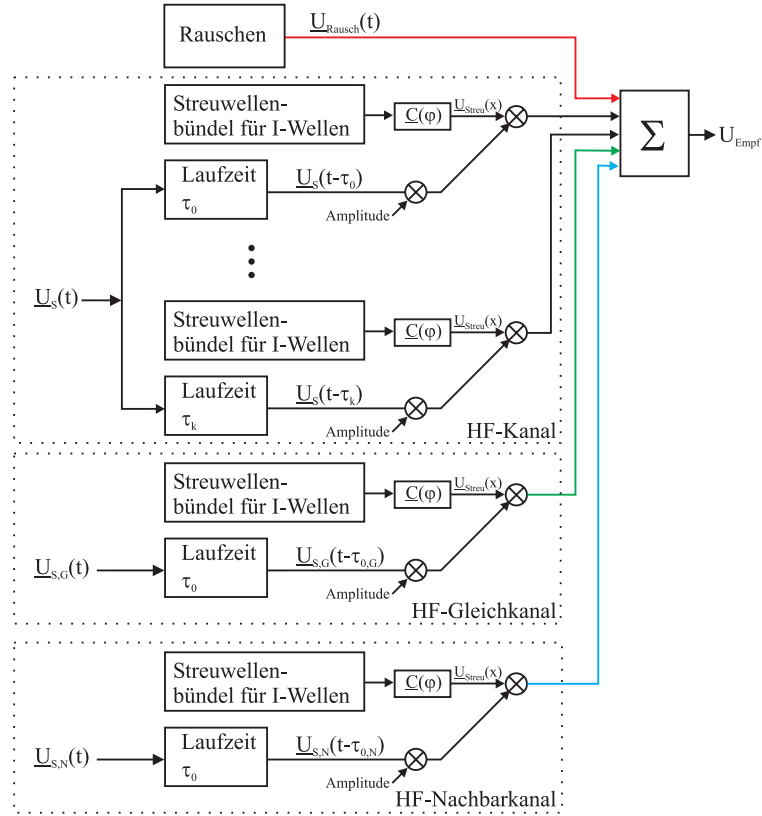 Rauschen
U_Rausch(t)
Streuwellen-
bündel für I-Wellen
C(φ)
U_Streu(x)
Σ
U_Empf
Laufzeit
τ_0
U_S(t-τ_0)
Amplitude
U_S(t)
Streuwellen-
bündel für I-Wellen
C(φ)
U_Streu(x)
Laufzeit
τ_k
U_S(t-τ_k)
Amplitude
HF-Kanal
Streuwellen-
bündel für I-Wellen
C(φ)
U_Streu(x)
U_S,G(t)
Laufzeit
τ_0
U_S,G(t-τ_0,G)
Amplitude
HF-Gleichkanal
Streuwellen-
bündel für I-Wellen
C(φ)
U_Streu(x)
U_S,N(t)
Laufzeit
τ_0
U_S,N(t-τ_0,N)
Amplitude
HF-Nachbarkanal